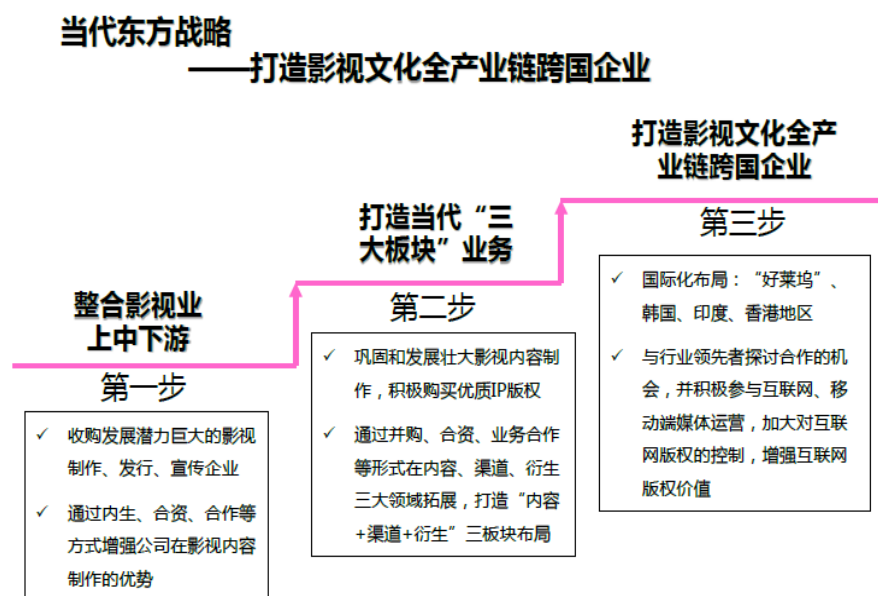 当代东方战略
——打造影视文化全产业链跨国企业
整合影视业
上中下游
第一步
✓ 收购发展潜力巨大的影视
制作、发行、宣传企业
✓ 通过内生、合资、合作等
方式增强公司在影视内容
制作的优势
打造当代“三
大板块”业务
第二步
✓ 巩固和发展壮大影视内容制
作，积极购买优质IP版权
✓ 通过并购、合资、业务合作
等形式在内容、渠道、衍生
三大领域拓展，打造“内容
+渠道+衍生”三板块布局
打造影视文化全产
业链跨国企业
第三步
✓ 国际化布局：“好莱坞”、
韩国、印度、香港地区
✓ 与行业领先者探讨合作的机
会，并积极参与互联网、移
动端媒体运营，加大对互联
网版权的控制，增强互联网
版权价值